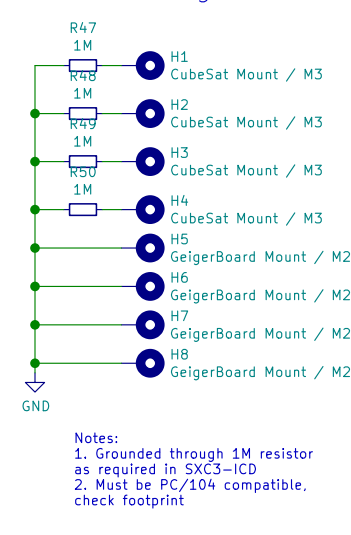 R47
1M
H1
CubeSat Mount / M3
R48
1M
H2
CubeSat Mount / M3
R49
1M
H3
CubeSat Mount / M3
R50
1M
H4
CubeSat Mount / M3
H5
GeigerBoard Mount / M2
H6
GeigerBoard Mount / M2
H7
GeigerBoard Mount / M2
H8
GeigerBoard Mount / M2
GND
Notes:
1. Grounded through 1M resistor
as required in SXC3-ICD
2. Must be PC/104 compatible,
check footprint